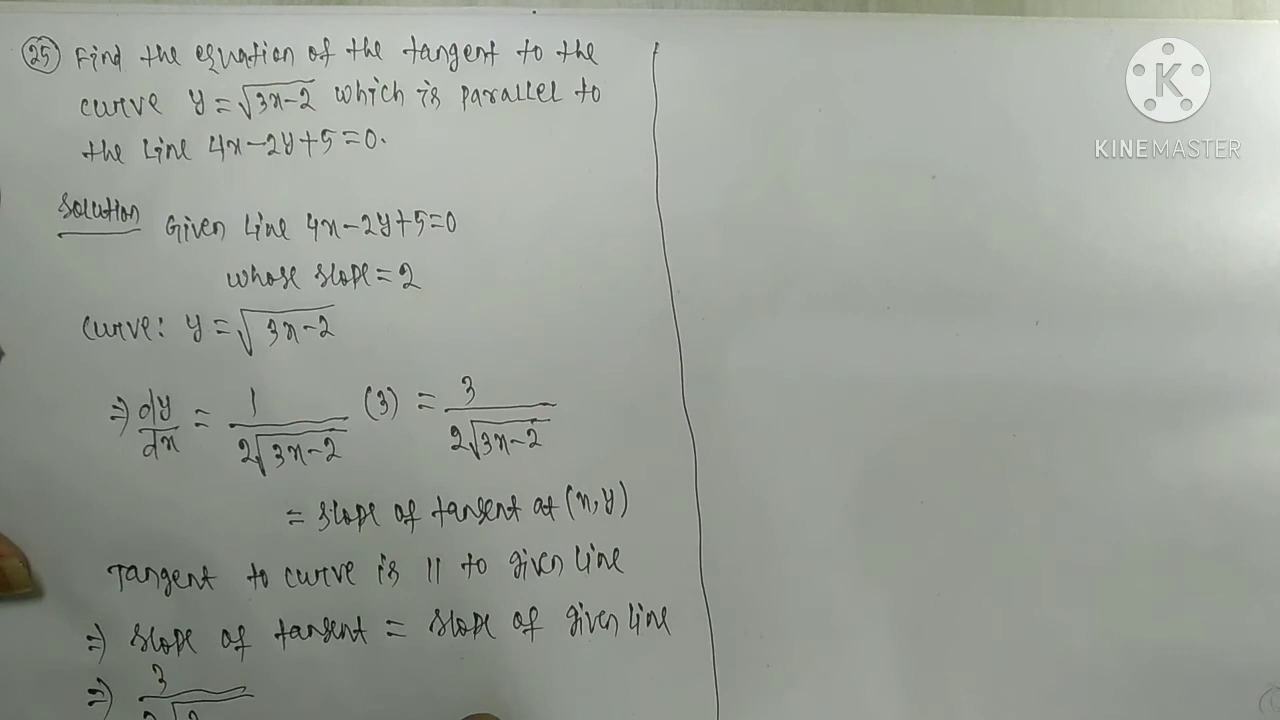 25 Find the equation of the tangent to the
curve y = √3x-2 which is parallel to
the line 4x-2y+5=0.
Solution Given line 4x-2y+5=0
whose slope = 2
curve: y = √3x-2
⇒ dy/dx = 1/2√3x-2 (3) = 3/2√3x-2
= slope of tangent at (x,y)
Tangent to curve is || to given line
⇒ slope of tangent = slope of given line
⇒ 3
K
KINEMASTER